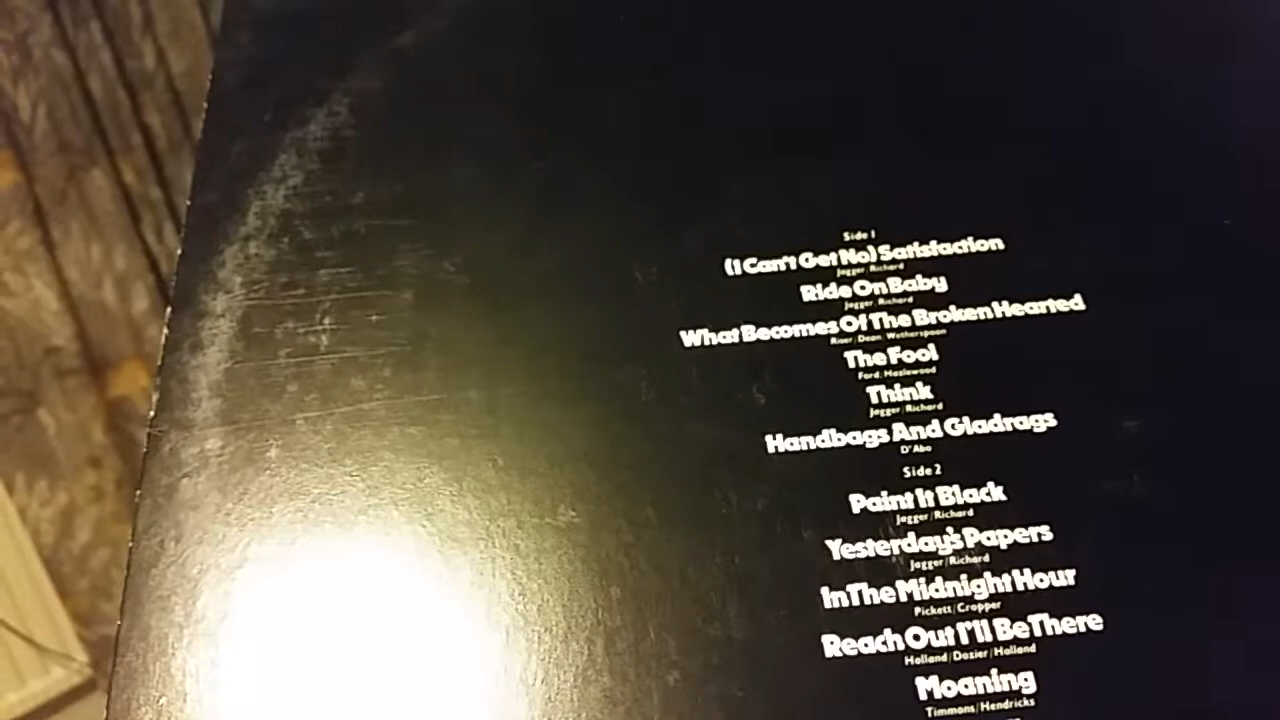 Side 1
(I Can't Get No) Satisfaction
Jagger/Richard
Ride On Baby
Jagger/Richard
What Becomes Of The Broken Hearted
Riser/Dean/Wetherspoon
The Fool
Ford/Hazlewood
Think
Jagger/Richard
Handbags And Gladrags
D'Abo
Side 2
Paint It Black
Jagger/Richard
Yesterday's Papers
Jagger/Richard
In The Midnight Hour
Pickett/Cropper
Reach Out I'll Be There
Holland/Dozier/Holland
Moaning
Timmons/Hendricks